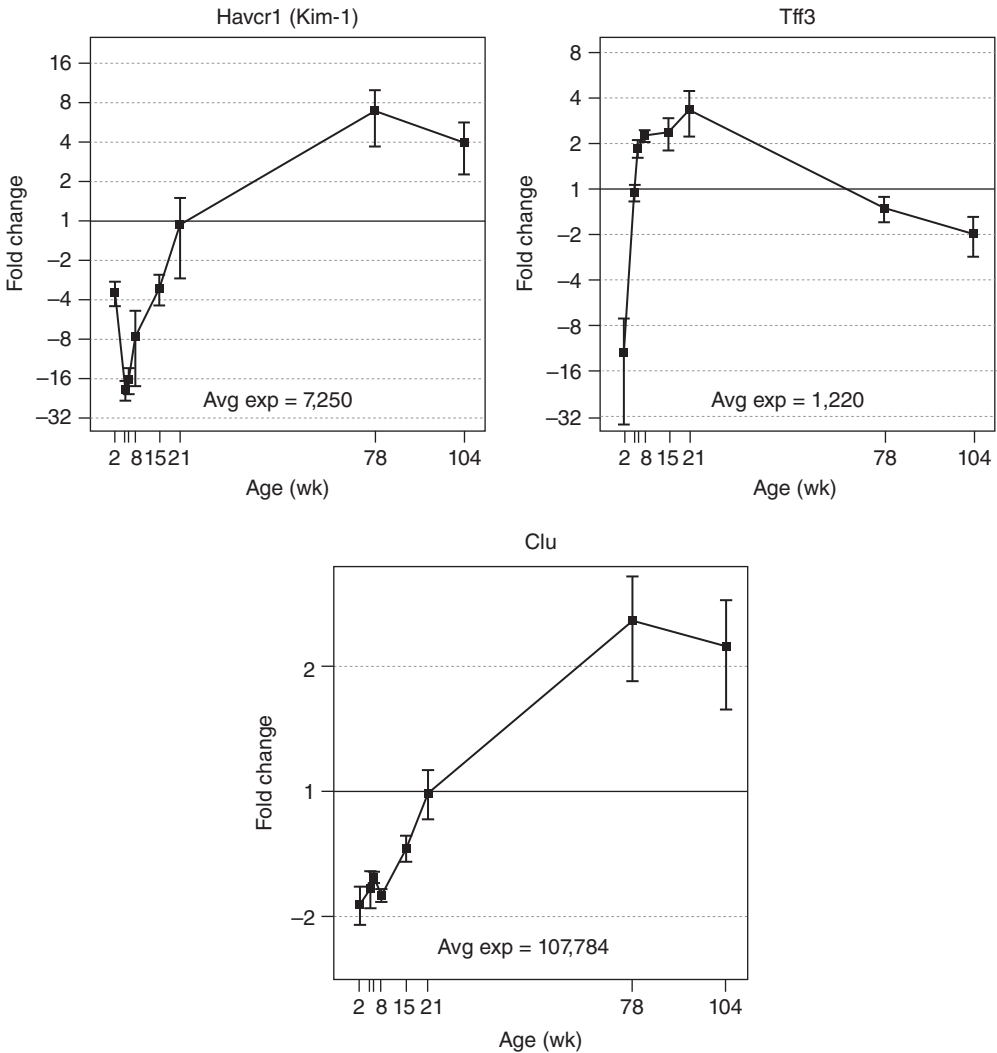 Havcr1 (Kim-1)
Fold change
16
8
4
2
1
–2
–4
–8
–16
–32
Avg exp = 7,250
2 8 15 21 78 104
Age (wk)
Tff3
Fold change
8
4
2
1
–2
–4
–8
–16
–32
Avg exp = 1,220
2 8 15 21 78 104
Age (wk)
Clu
Fold change
2
1
–2
Avg exp = 107,784
2 8 15 21 78 104
Age (wk)